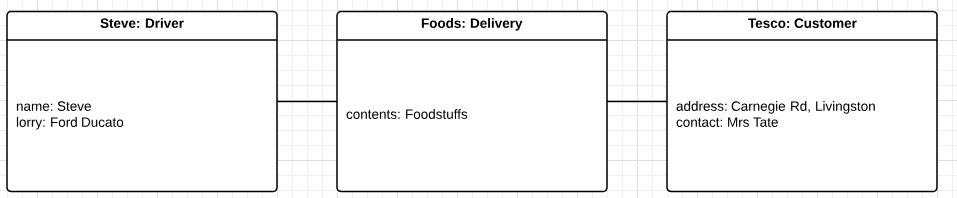 Steve: Driver
name: Steve
lorry: Ford Ducato
Foods: Delivery
contents: Foodstuffs
Tesco: Customer
address: Carnegie Rd, Livingston
contact: Mrs Tate